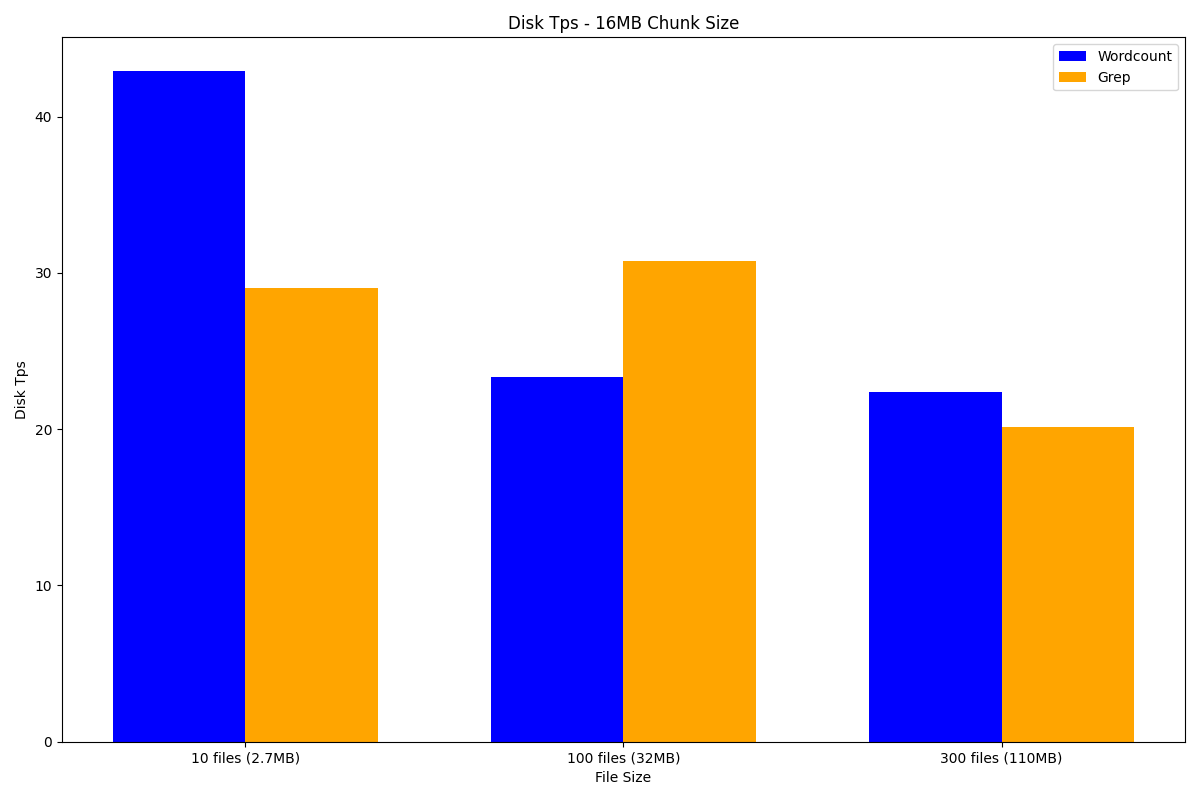 Disk Tps - 16MB Chunk Size
Wordcount
Grep
Disk Tps
40
30
20
10
0
10 files (2.7MB)
100 files (32MB)
300 files (110MB)
File Size